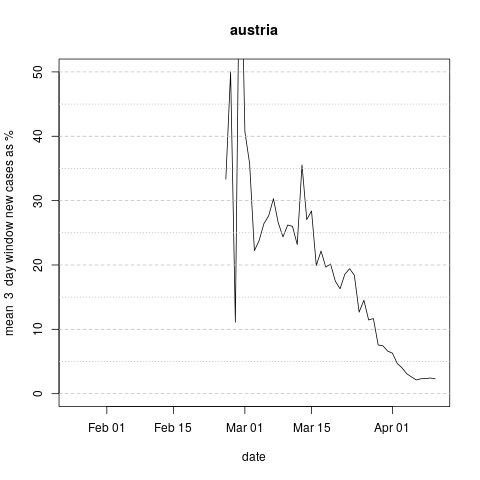 austria
mean 3 day window new cases as %
50
40
30
20
10
0
Feb 01
Feb 15
Mar 01
Mar 15
Apr 01
date